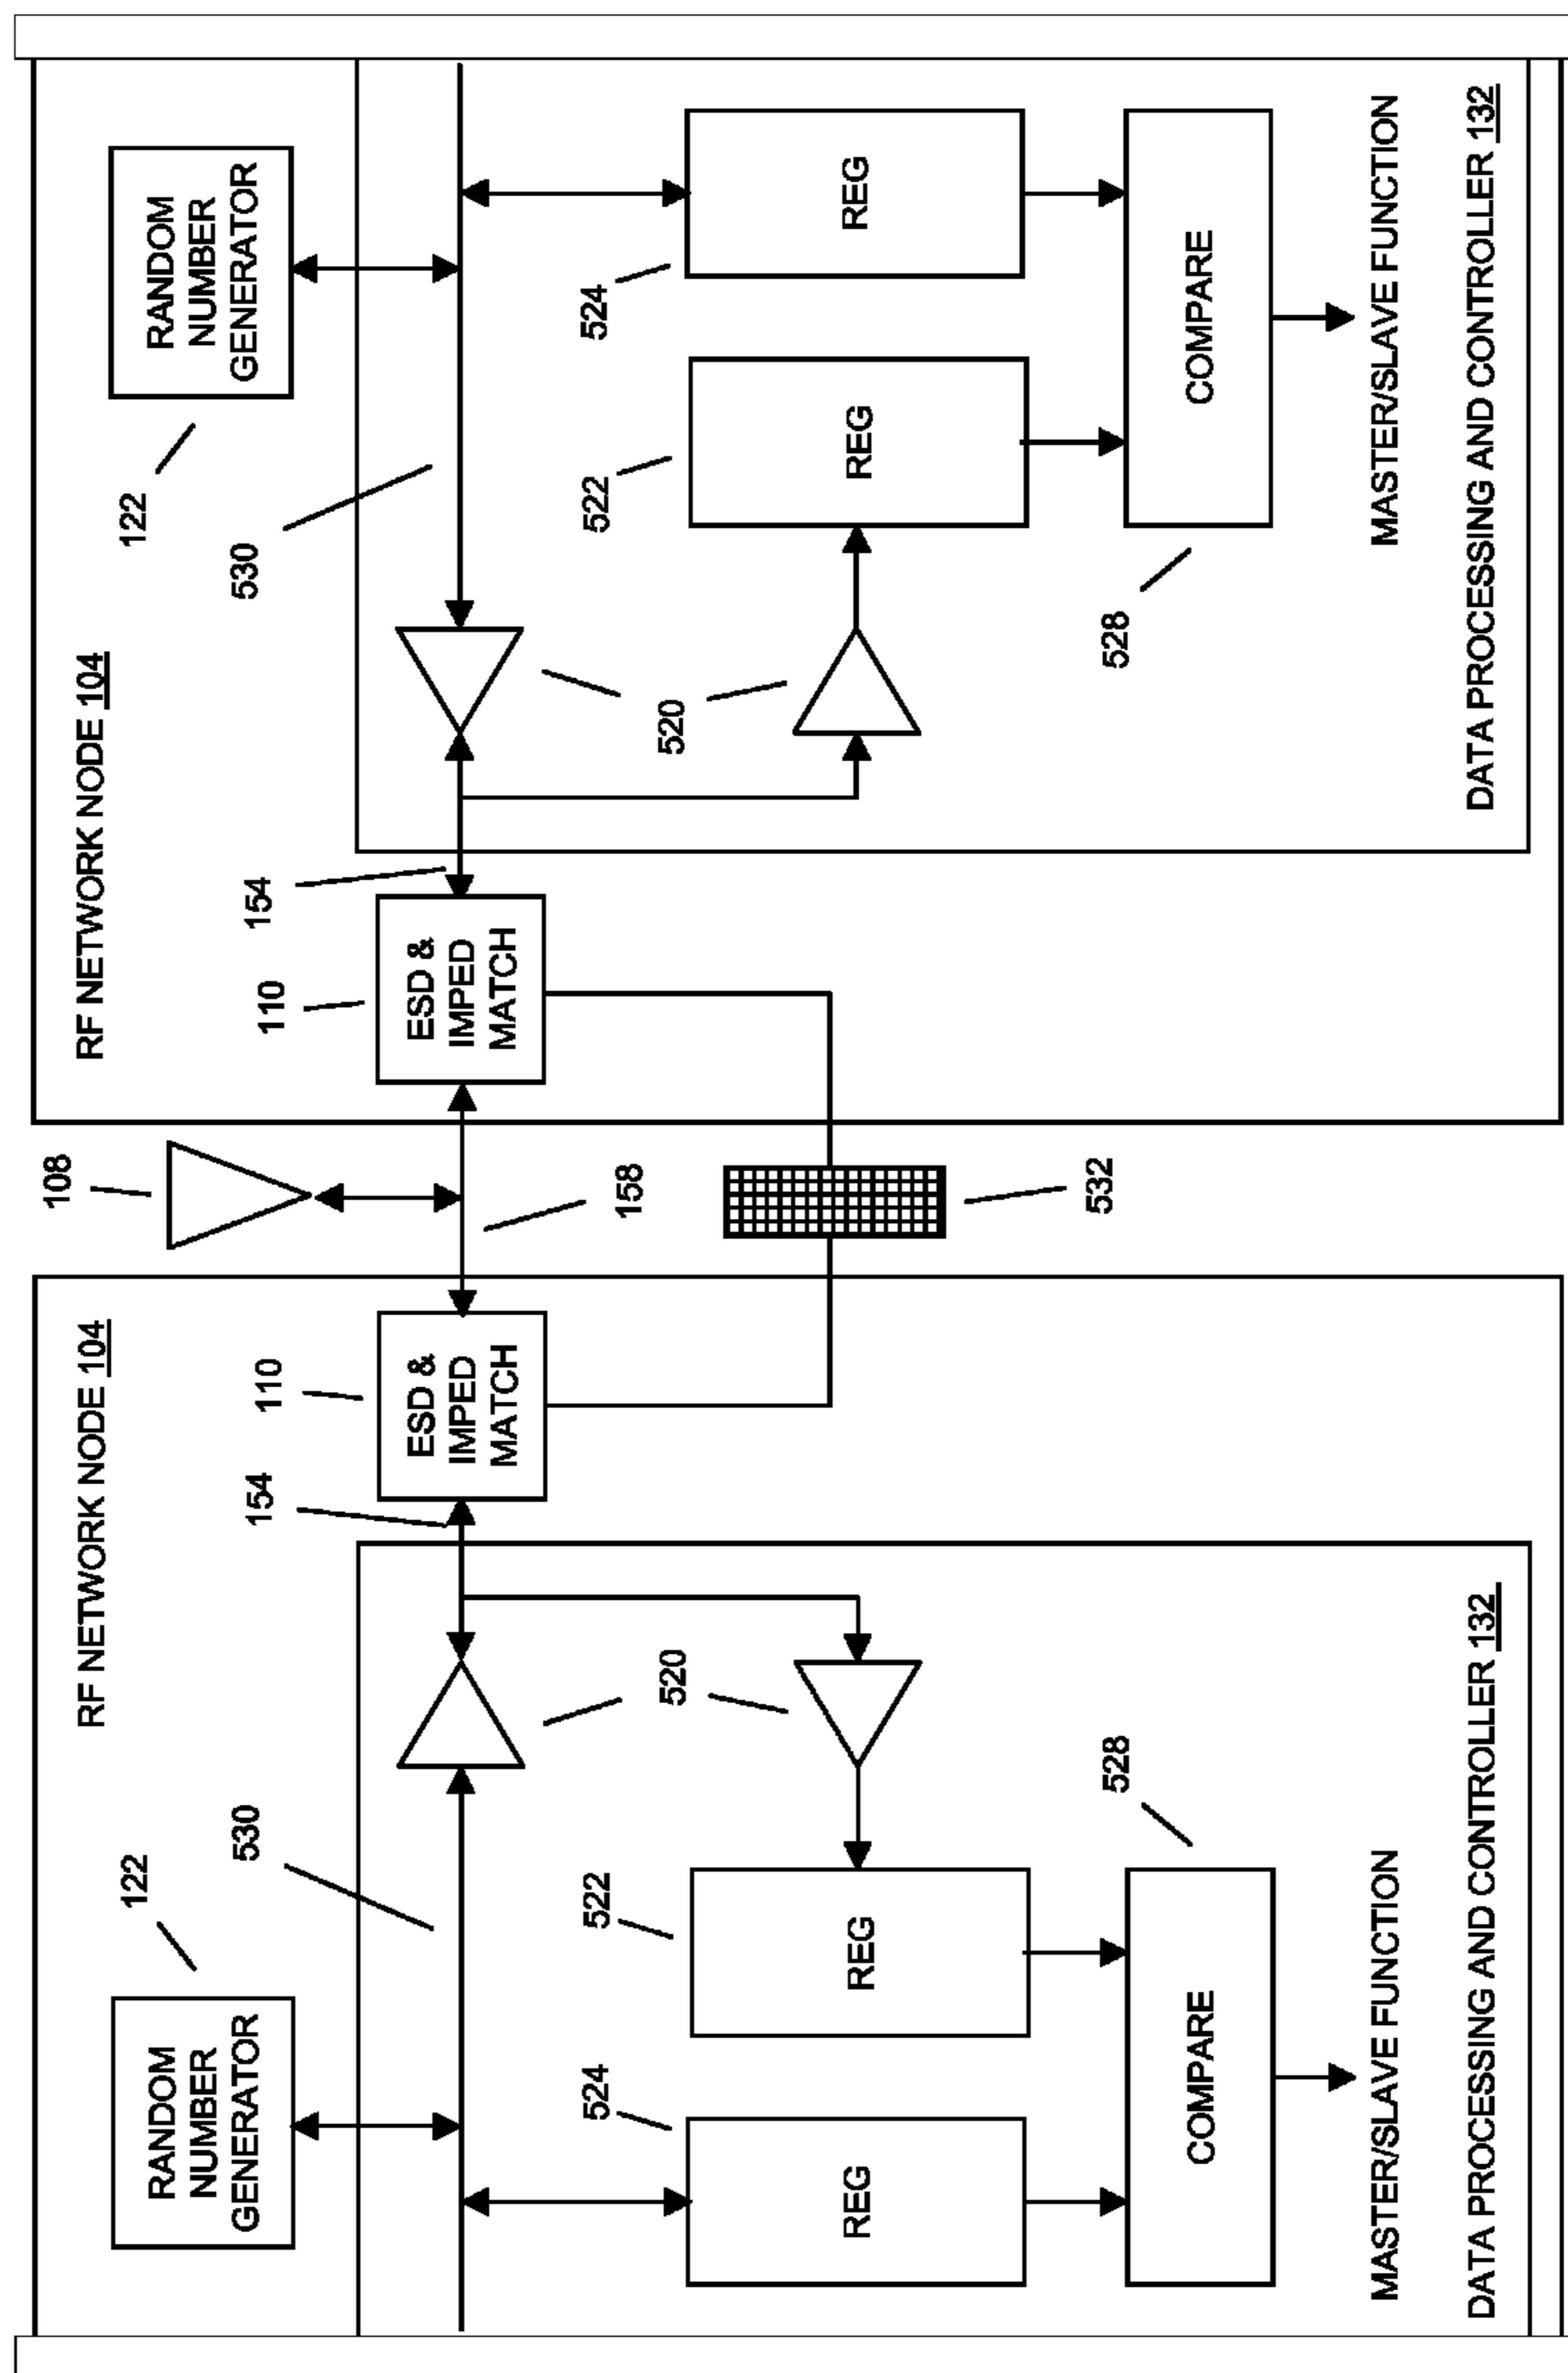 RF NETWORK NODE 104
RANDOM
NUMBER
GENERATOR
122
530
154
110
ESD &
IMPED
MATCH
520
524
522
REG
REG
528
COMPARE
MASTER/SLAVE FUNCTION
DATA PROCESSING AND CONTROLLER 132
108
158
532
RF NETWORK NODE 104
RANDOM
NUMBER
GENERATOR
122
530
154
110
ESD &
IMPED
MATCH
520
522
524
REG
REG
528
COMPARE
MASTER/SLAVE FUNCTION
DATA PROCESSING AND CONTROLLER 132